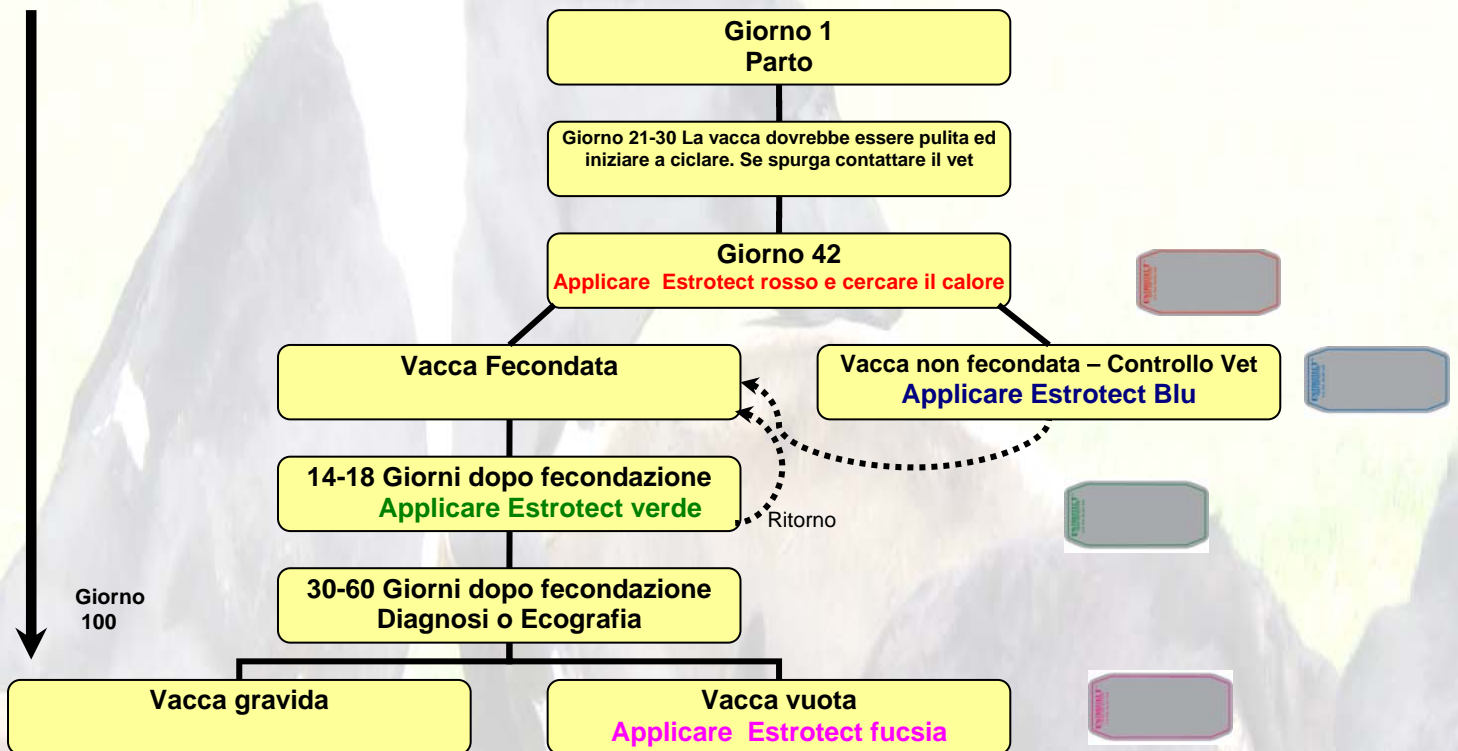 Giorno 1
Parto
Giorno 21-30 La vacca dovrebbe essere pulita ed
iniziare a ciclare. Se spurga contattare il vet
Giorno 42
Applicare Estrotect rosso e cercare il calore
Vacca Fecondata
Vacca non fecondata – Controllo Vet
Applicare Estrotect Blu
14-18 Giorni dopo fecondazione
Applicare Estrotect verde
Ritorno
30-60 Giorni dopo fecondazione
Diagnosi o Ecografia
Giorno
100
Vacca gravida
Vacca vuota
Applicare Estrotect fucsia